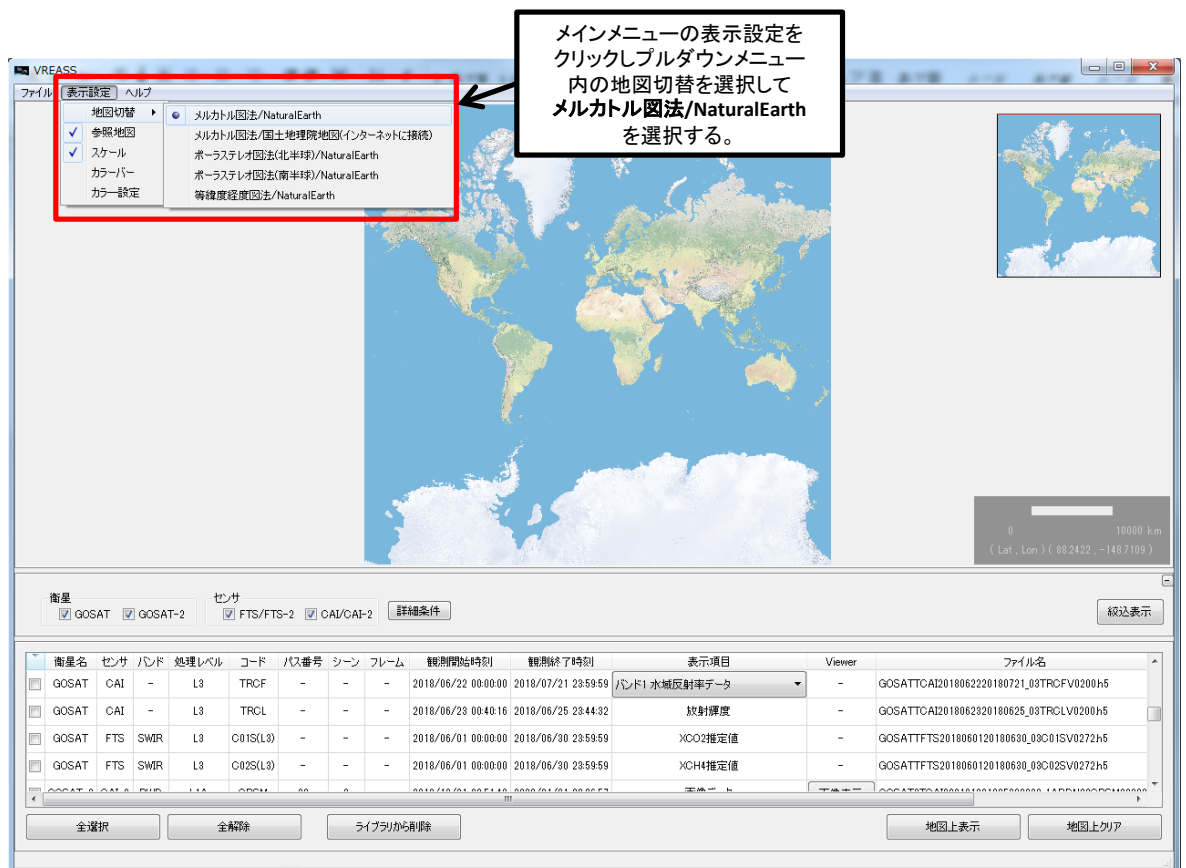 メインメニューの表示設定を
クリックしプルダウンメニュー
内の地図切替を選択して
メルカトル図法/NaturalEarth
を選択する。
VREASS
ファイル 表示設定 ヘルプ
地図切替
参照地図
スケール
カラーバー
カラー設定
メルカトル図法/NaturalEarth
メルカトル図法/国土地理院地図(インターネットに接続)
ポーラステレオ図法(北半球)/NaturalEarth
ポーラステレオ図法(南半球)/NaturalEarth
等緯度経度図法/NaturalEarth
0 10000 km
( Lat , Lon ) ( 88.2422 , -148.7109 )
衛星 センサ
GOSAT GOSAT-2 FTS/FTS-2 CAI/CAI-2 詳細条件 絞込表示
衛星名 センサ バンド 処理レベル コード パス番号 シーン フレーム 観測開始時刻 観測終了時刻 表示項目 Viewer ファイル名
GOSAT CAI - L3 TRCF - - - 2018/06/22 00:00:00 2018/07/21 23:59:59 バンド1 水域反射率データ - GOSATTCAI2018062220180721_03TRCFV0200.h5
GOSAT CAI - L3 TRCL - - - 2018/06/23 00:40:16 2018/06/25 23:44:32 放射輝度 - GOSATTCAI2018062320180625_03TRCLV0200.h5
GOSAT FTS SWIR L3 C01S(L3) - - - 2018/06/01 00:00:00 2018/06/30 23:59:59 XCO2推定値 - GOSATTFTS2018060120180630_03C01SV0272.h5
GOSAT FTS SWIR L3 C02S(L3) - - - 2018/06/01 00:00:00 2018/06/30 23:59:59 XCH4推定値 - GOSATTFTS2018060120180630_03C02SV0272.h5
全選択 全解除 ライブラリから削除 地図上表示 地図上クリア